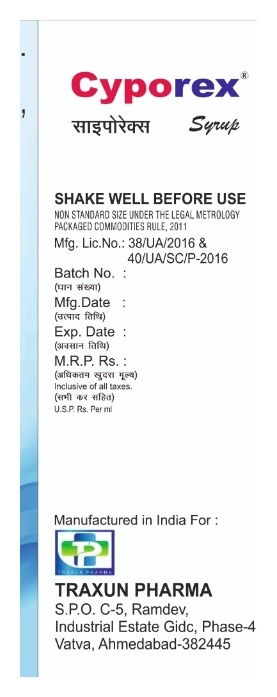 Cyporex®
साइपोरेक्स Syrup
SHAKE WELL BEFORE USE
NON STANDARD SIZE UNDER THE LEGAL METROLOGY
PACKAGED COMMODITIES RULE, 2011
Mfg. Lic.No.: 38/UA/2016 &
40/UA/SC/P-2016
Batch No. :
(घान संख्या)
Mfg.Date :
(उत्पाद तिथि)
Exp. Date :
(अवसान तिथि)
M.R.P. Rs. :
(अधिकतम खुदरा मूल्य)
Inclusive of all taxes.
(सभी कर सहित)
U.S.P. Rs. Per ml
Manufactured in India For :
TRAXUN PHARMA
TRAXUN PHARMA
S.P.O. C-5, Ramdev,
Industrial Estate Gidc, Phase-4
Vatva, Ahmedabad-382445